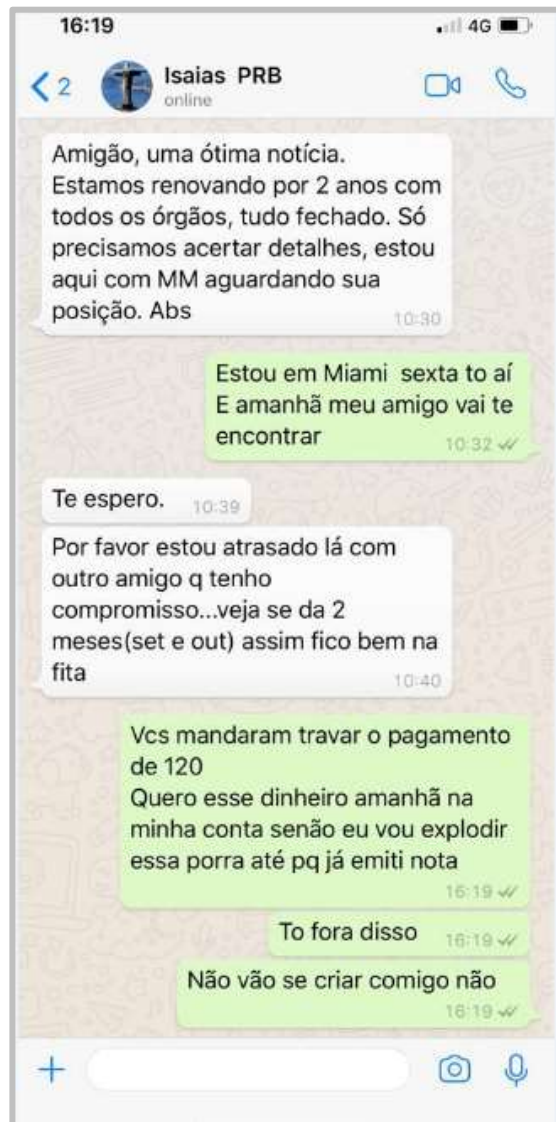 16:19
4G
2
Isaias PRB
online
Amigão, uma ótima notícia.
Estamos renovando por 2 anos com
todos os órgãos, tudo fechado. Só
precisamos acertar detalhes, estou
aqui com MM aguardando sua
posição. Abs
10:30
Estou em Miami sexta to aí
E amanhã meu amigo vai te
encontrar
10:32
Te espero.
10:39
Por favor estou atrasado lá com
outro amigo q tenho
compromisso...veja se da 2
meses(set e out) assim fico bem na
fita
10:40
Vcs mandaram travar o pagamento
de 120
Quero esse dinheiro amanhã na
minha conta senão eu vou explodir
essa porra até pq já emiti nota
16:19
To fora disso
16:19
Não vão se criar comigo não
16:19